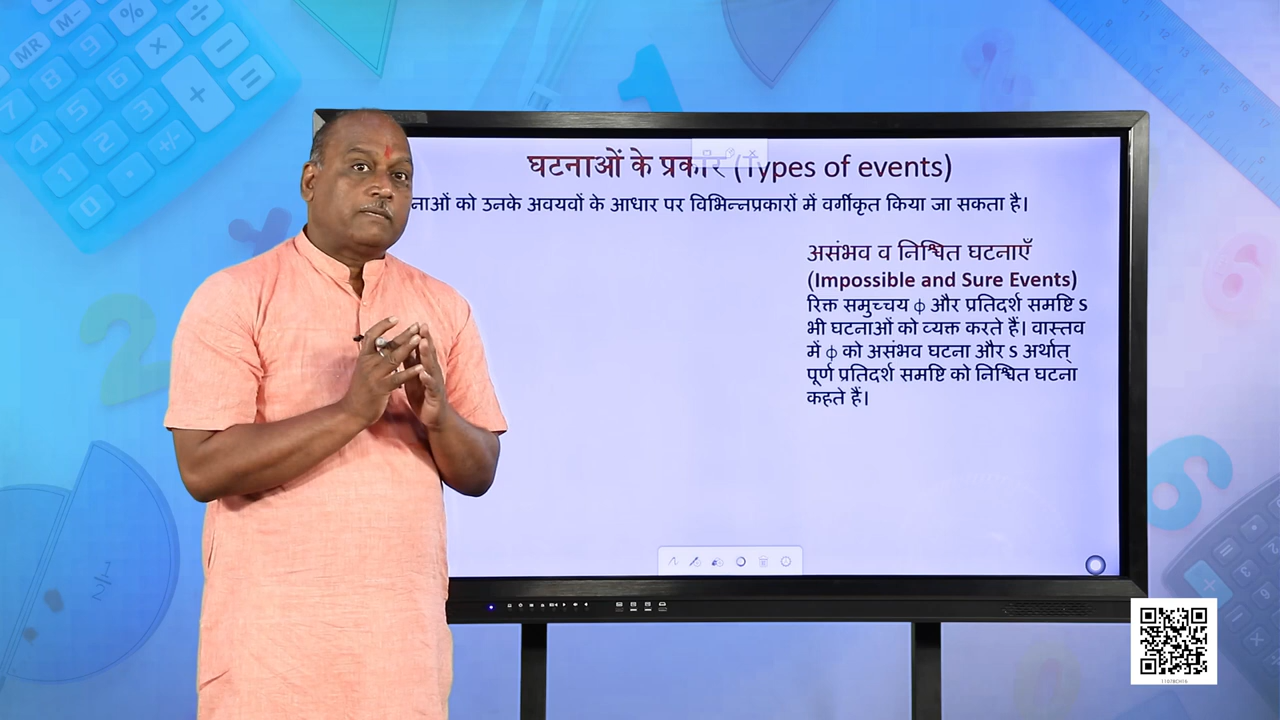 घटनाओं के प्रकार (Types of events)
को उनके अवयवों के आधार पर विभिन्नप्रकारों में वर्गीकृत किया जा सकता है।
असंभव व निश्चित घटनाएँ
(Impossible and Sure Events)
रिक्त समुच्चय ϕ और प्रतिदर्श समष्टि S
भी घटनाओं को व्यक्त करते हैं। वास्तव
में ϕ को असंभव घटना और S अर्थात्
पूर्ण प्रतिदर्श समष्टि को निश्चित घटना
कहते हैं।